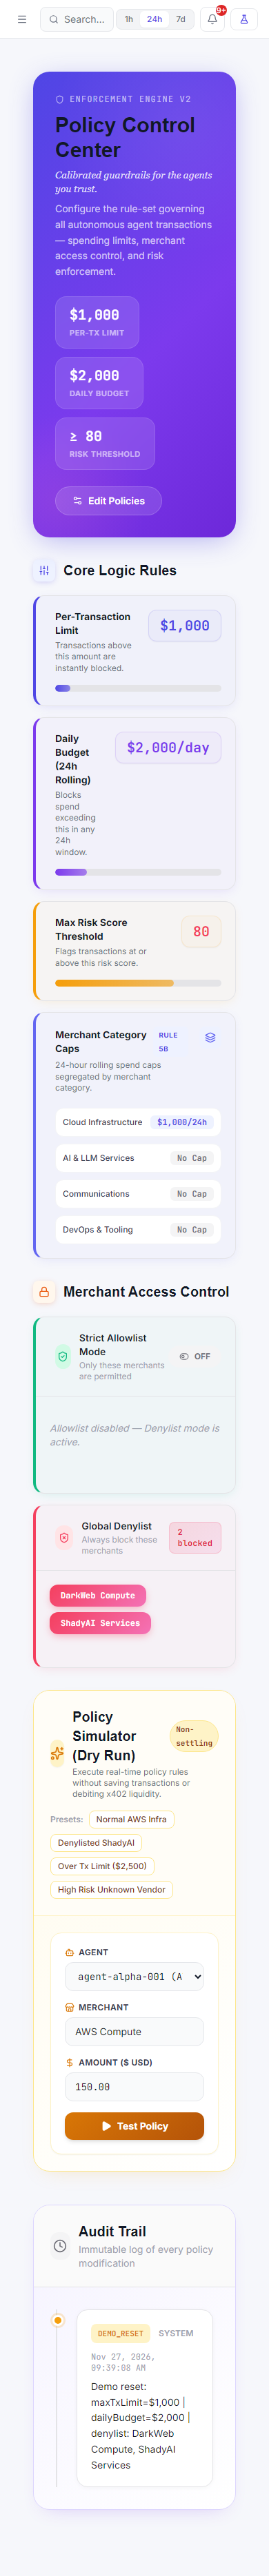 Search...
1h 24h 7d
9+
ENFORCEMENT ENGINE V2
Policy Control
Center
Calibrated guardrails for the agents
you trust.
Configure the rule-set governing
all autonomous agent transactions
— spending limits, merchant
access control, and risk
enforcement.
$1,000
PER-TX LIMIT
$2,000
DAILY BUDGET
≥ 80
RISK THRESHOLD
Edit Policies
Core Logic Rules
Per-Transaction
Limit
$1,000
Transactions above
this amount are
instantly blocked.
Daily
Budget
(24h
Rolling)
$2,000/day
Blocks
spend
exceeding
this in any
24h
window.
Max Risk Score
Threshold
80
Flags transactions at or
above this risk score.
Merchant Category
Caps
RULE
5B
24-hour rolling spend caps
segregated by merchant
category.
Cloud Infrastructure $1,000/24h
AI & LLM Services No Cap
Communications No Cap
DevOps & Tooling No Cap
Merchant Access Control
Strict Allowlist
Mode
Only these merchants
are permitted
OFF
Allowlist disabled — Denylist mode is
active.
Global Denylist
Always block these
merchants
2
blocked
DarkWeb Compute
ShadyAI Services
Policy
Simulator
(Dry Run)
Non-
settling
Execute real-time policy rules
without saving transactions or
debiting x402 liquidity.
Presets: Normal AWS Infra
Denylisted ShadyAI
Over Tx Limit ($2,500)
High Risk Unknown Vendor
AGENT
agent-alpha-001 (A
MERCHANT
AWS Compute
AMOUNT ($ USD)
150.00
Test Policy
Audit Trail
Immutable log of every policy
modification
DEMO_RESET SYSTEM
Nov 27, 2026,
09:39:08 AM
Demo reset:
maxTxLimit=$1,000 |
dailyBudget=$2,000 |
denylist: DarkWeb
Compute, ShadyAI
Services